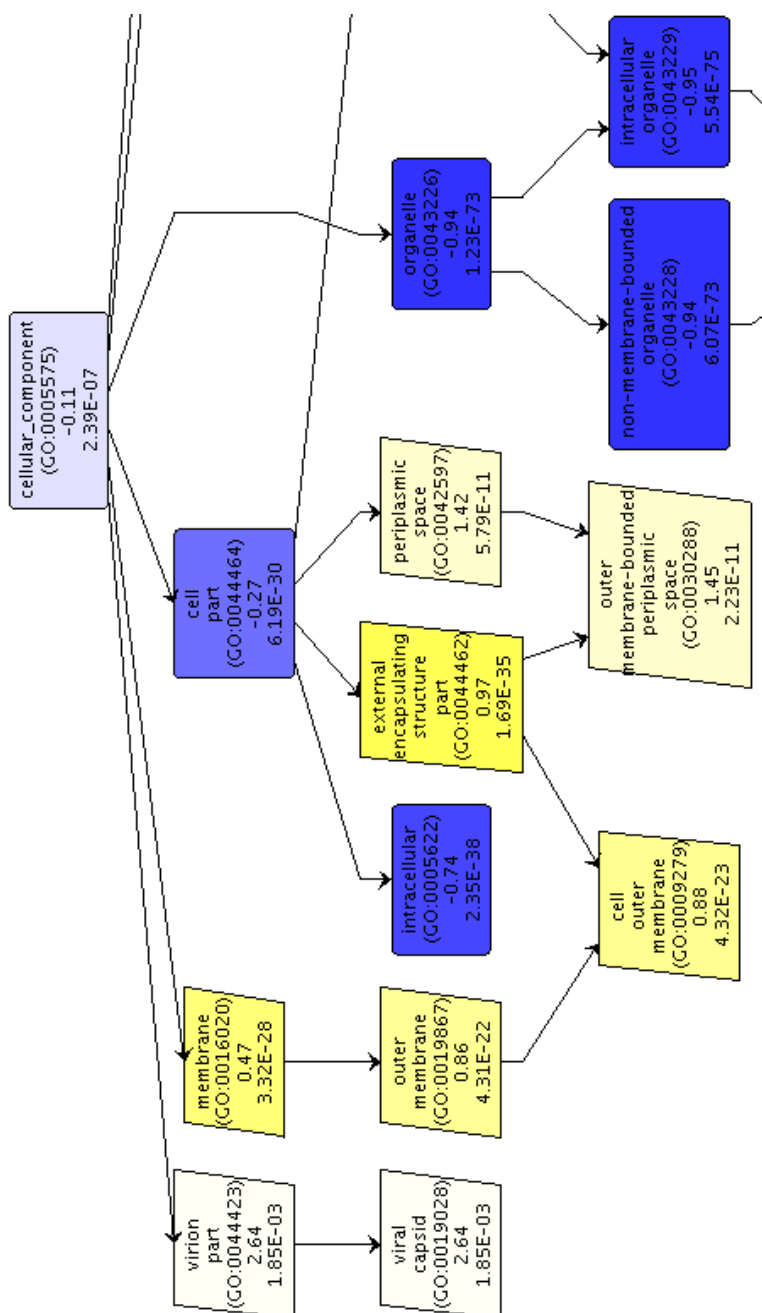 cellular_component
(GO:0005575)
-0.11
2.39E-07
virion
part
(GO:0044423)
2.64
1.85E-03
membrane
(GO:0016020)
0.47
3.32E-28
cell
part
(GO:0044464)
-0.27
6.19E-30
viral
capsid
(GO:0019028)
2.64
1.85E-03
outer
membrane
(GO:0019867)
0.86
4.31E-22
intracellular
(GO:0005622)
-0.74
2.35E-38
external
encapsulating
structure
part
(GO:0044462)
0.97
1.69E-35
periplasmic
space
(GO:0042597)
1.42
5.79E-11
organelle
(GO:0043226)
-0.94
1.23E-73
cell
outer
membrane
(GO:0009279)
0.88
4.32E-23
outer
membrane-bounded
periplasmic
space
(GO:0030288)
1.45
2.23E-11
non-membrane-bounded
organelle
(GO:0043228)
-0.94
6.07E-73
intracellular
organelle
(GO:0043229)
-0.95
5.54E-75